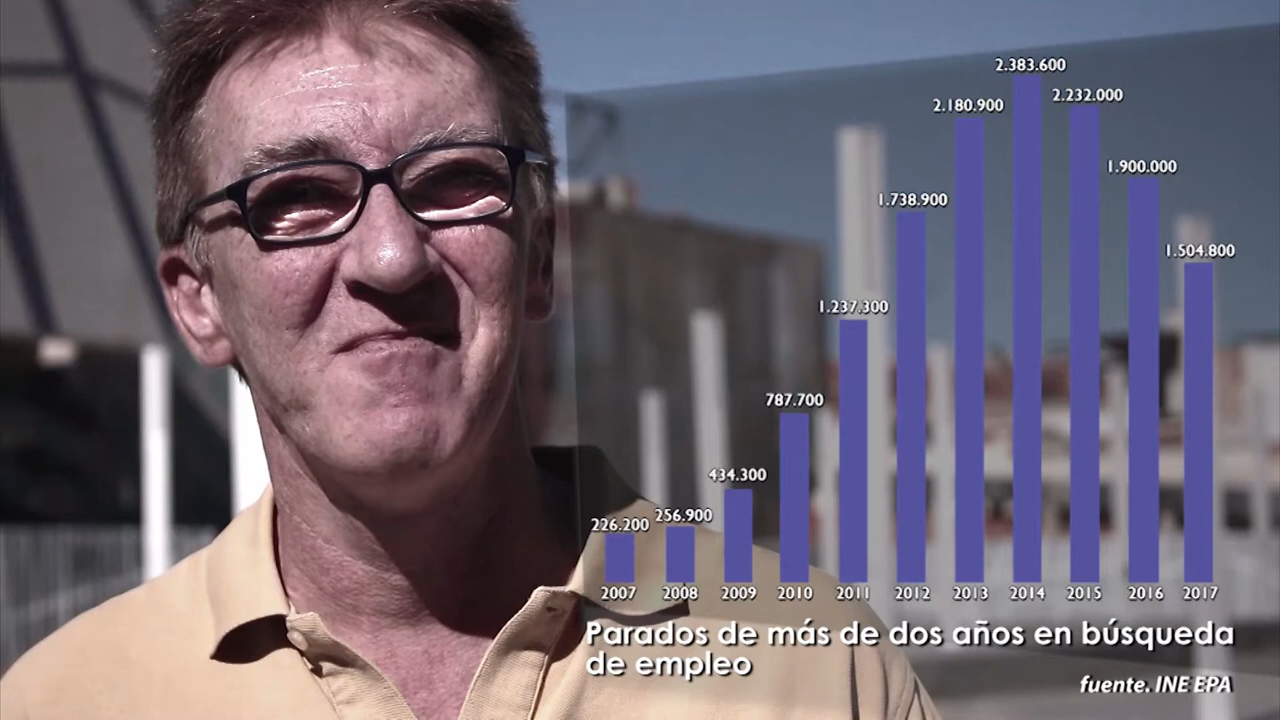 2.383.600
2.180.900
2.232.000
1.900.000
1.738.900
1.504.800
1.237.300
787.700
434.300
226.200 256.900
2007 2008 2009 2010 2011 2012 2013 2014 2015 2016 2017
Parados de más de dos años en búsqueda
de empleo
fuente. INE EPA